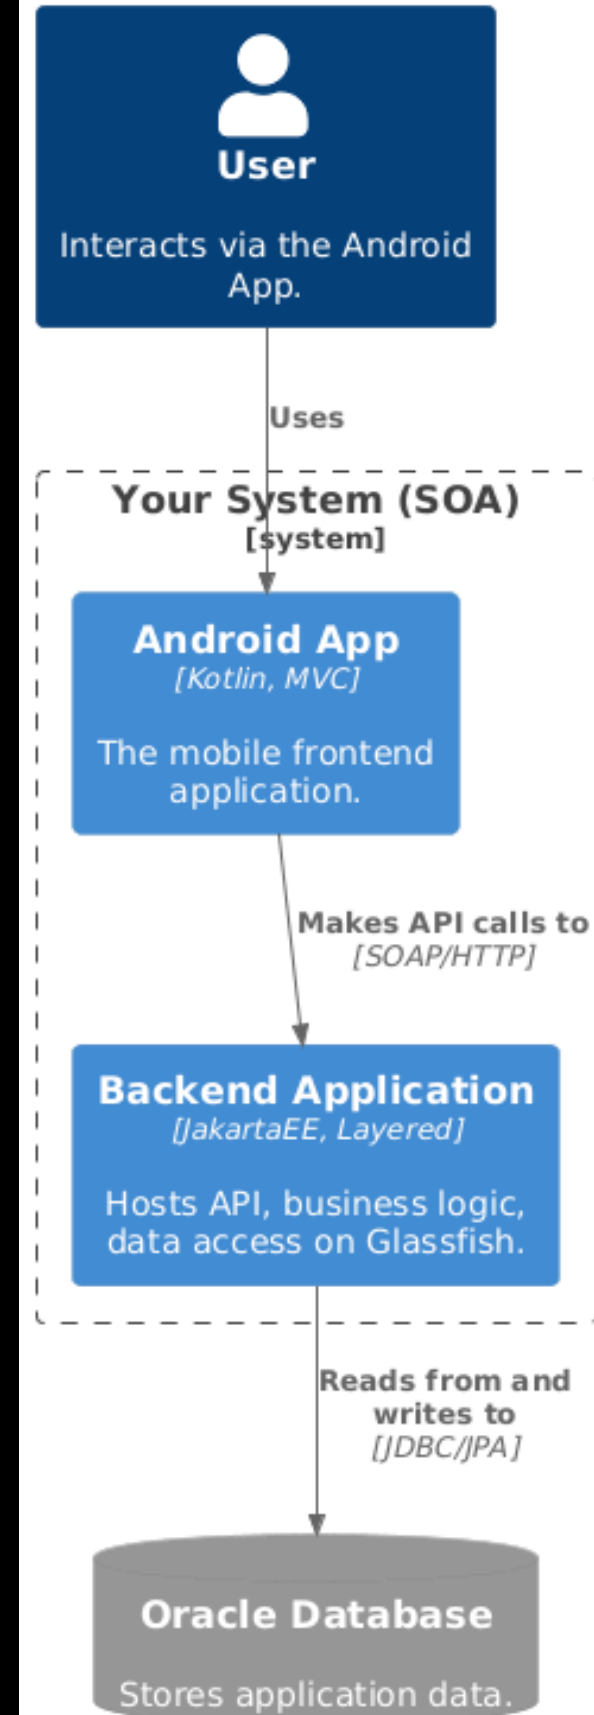 User
Interacts via the Android
App.
Uses
Your System (SOA)
[system]
Android App
[Kotlin, MVC]
The mobile frontend
application.
Makes API calls to
[SOAP/HTTP]
Backend Application
[JakartaEE, Layered]
Hosts API, business logic,
data access on Glassfish.
Reads from and
writes to
[JDBC/JPA]
Oracle Database
Stores application data.